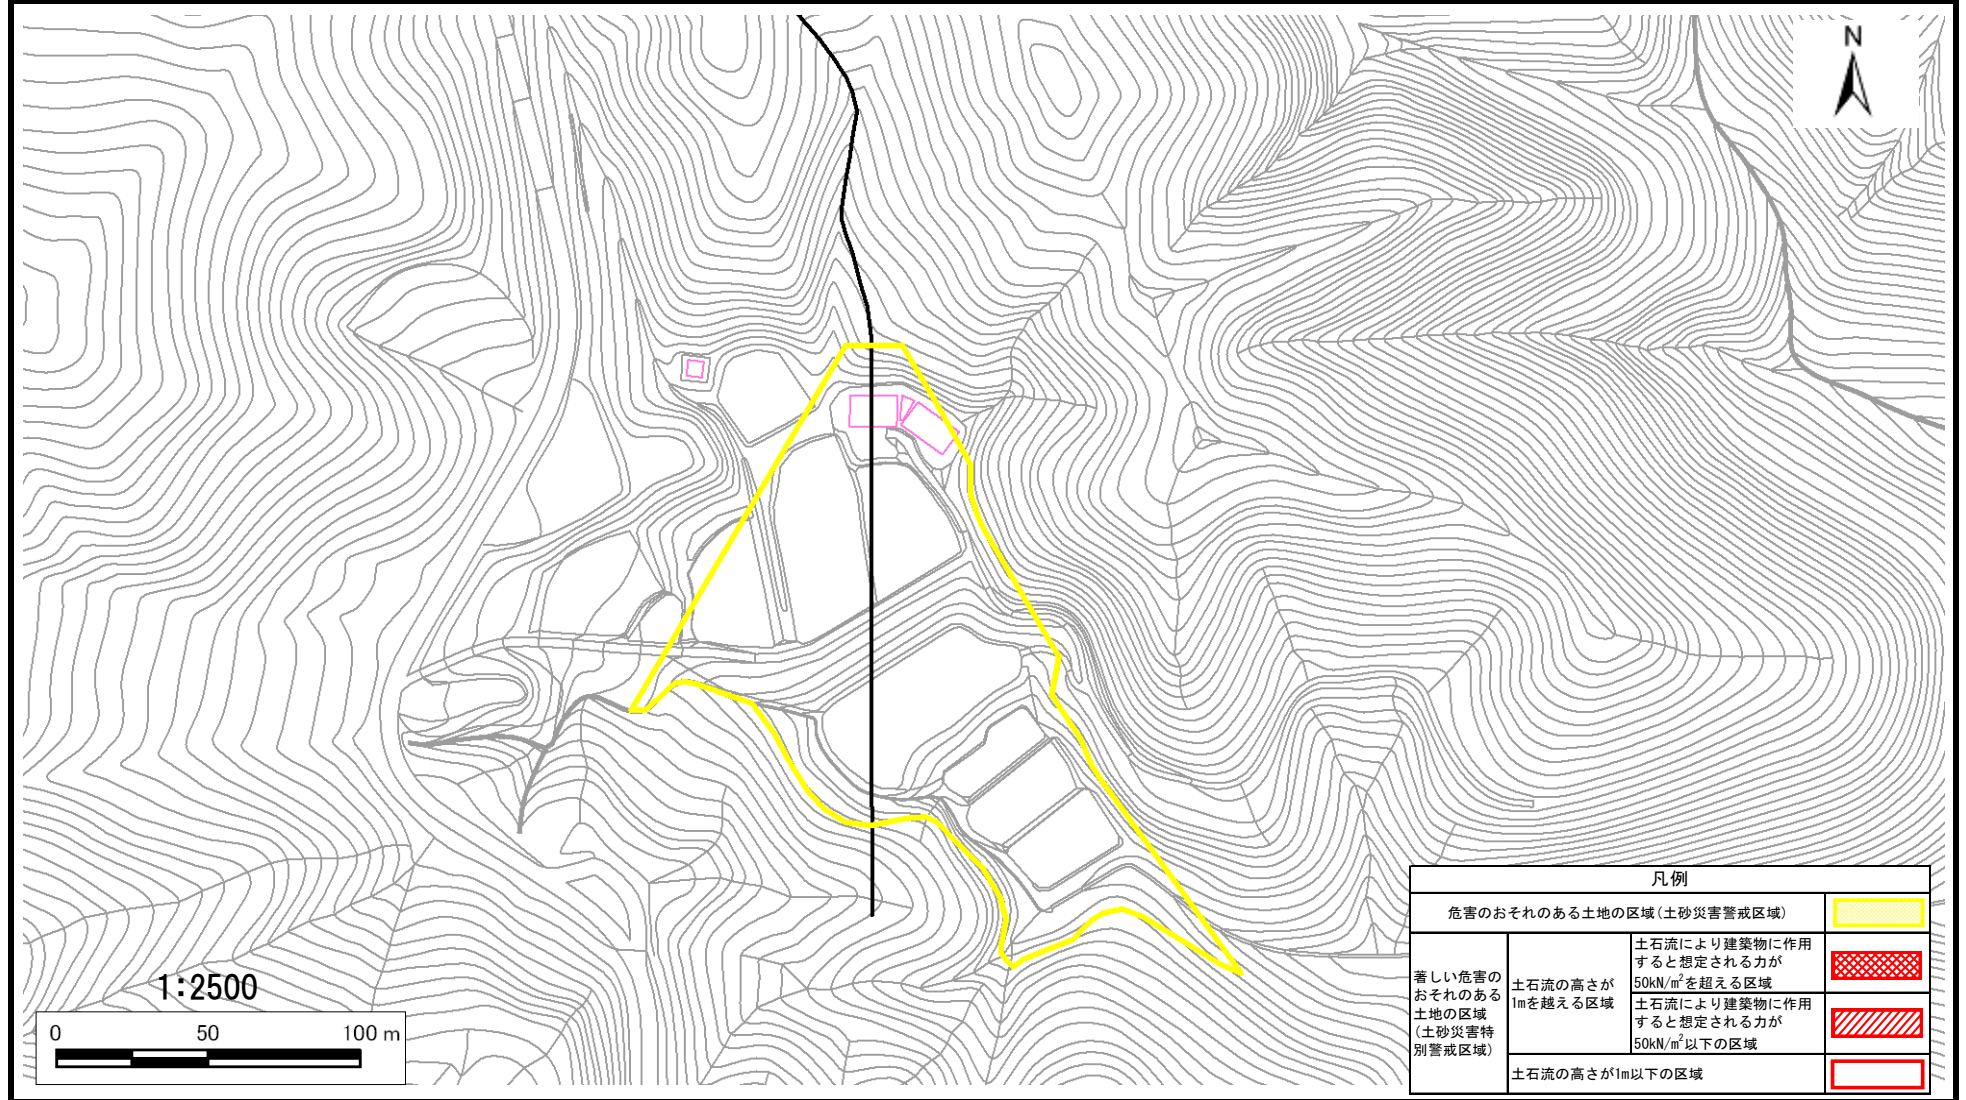 N
凡例
危害のおそれのある土地の区域(土砂災害警戒区域)
著しい危害の
おそれのある
土地の区域
(土砂災害特
別警戒区域)
土石流の高さが
1mを越える区域
土石流により建築物に作用
すると想定される力が
50kN/m²を超える区域
土石流により建築物に作用
すると想定される力が
50kN/m²以下の区域
土石流の高さが1m以下の区域
1:2500
0 50 100 m